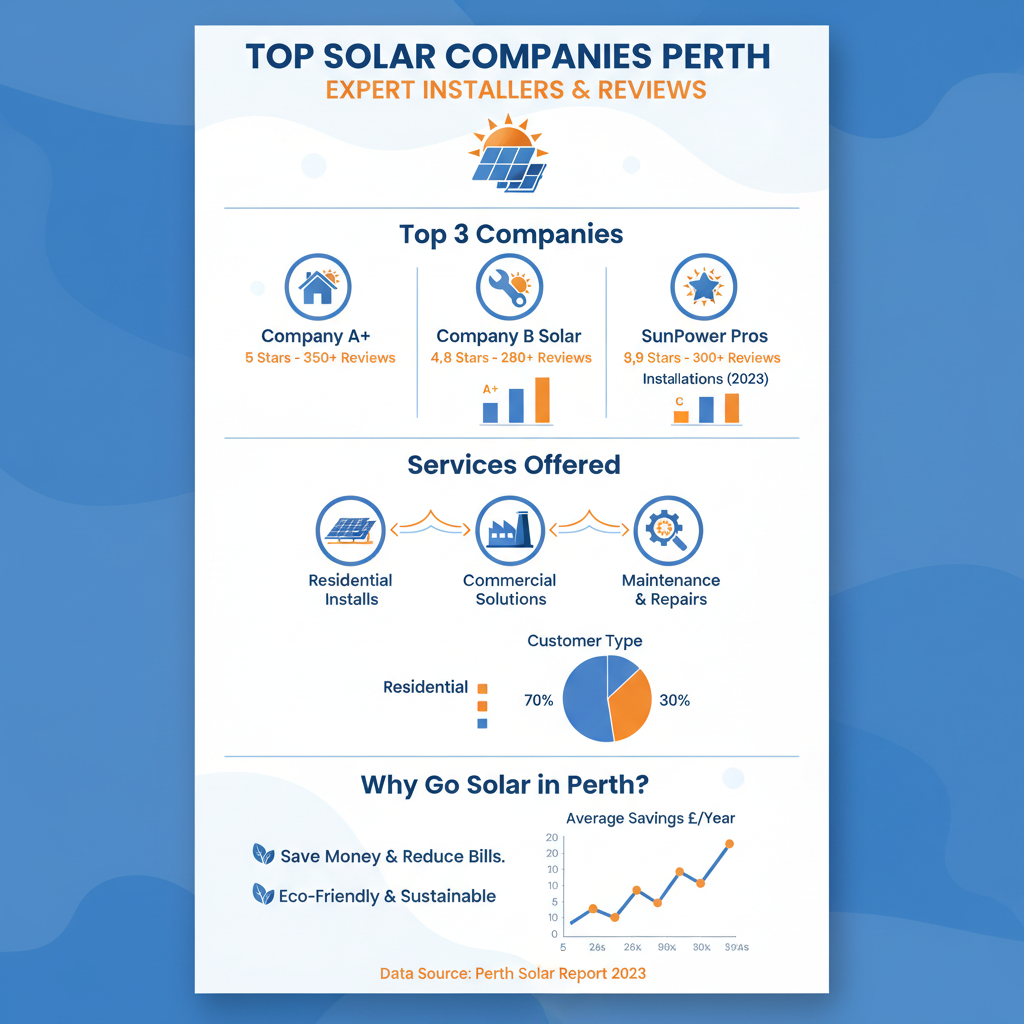 TOP SOLAR COMPANIES PERTH
EXPERT INSTALLERS & REVIEWS
Top 3 Companies
Company A+
5 Stars - 350+ Reviews
Company B Solar
4,8 Stars - 280+ Reviews
A+
SunPower Pros
9,9 Stars - 300+ Reviews
Installations (2023)
C
Services Offered
Residential
Installs
Commercial
Solutions
Maintenance
& Repairs
Customer Type
Residential
70%
30%
Why Go Solar in Perth?
Save Money & Reduce Bills.
Eco-Friendly & Sustainable
Average Savings £/Year
20
20
10
10
5
10
0
5 26s 26x 90x 30x
Data Source: Perth Solar Report 2023